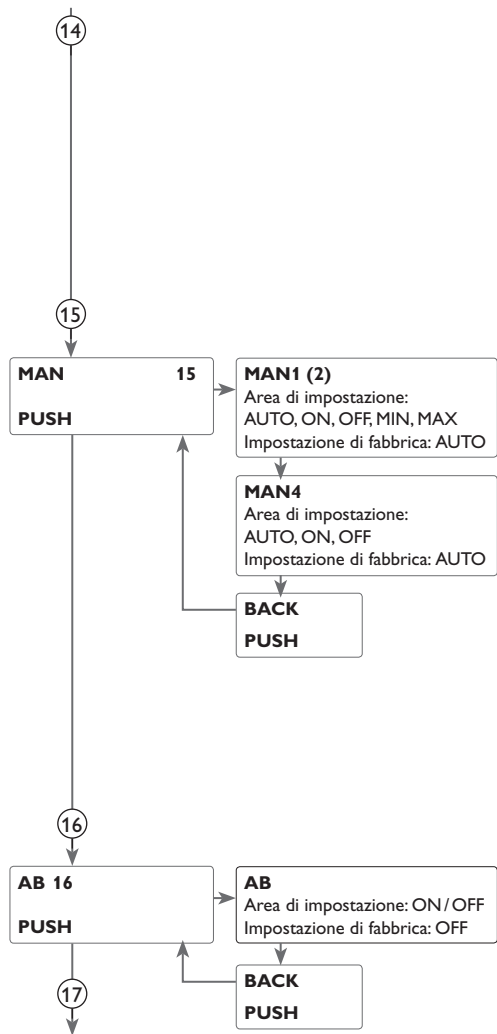 14
15
MAN 15
PUSH
MAN1 (2)
Area di impostazione:
AUTO, ON, OFF, MIN, MAX
Impostazione di fabbrica: AUTO
MAN4
Area di impostazione:
AUTO, ON, OFF
Impostazione di fabbrica: AUTO
BACK
PUSH
16
AB 16
PUSH
AB
Area di impostazione: ON/OFF
Impostazione di fabbrica: OFF
BACK
PUSH
17